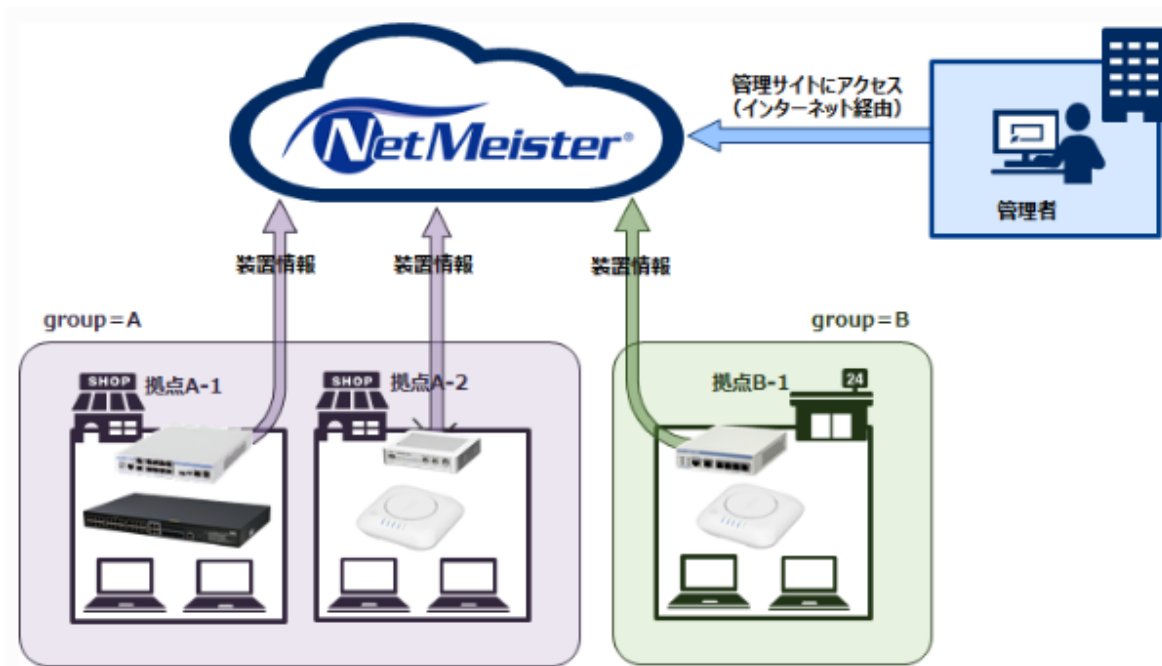 NetMeister®
管理サイトにアクセス
(インターネット経由)
管理者
装置情報
装置情報
装置情報
group=A
group=B
SHOP
拠点A-1
SHOP
拠点A-2
拠点B-1
24